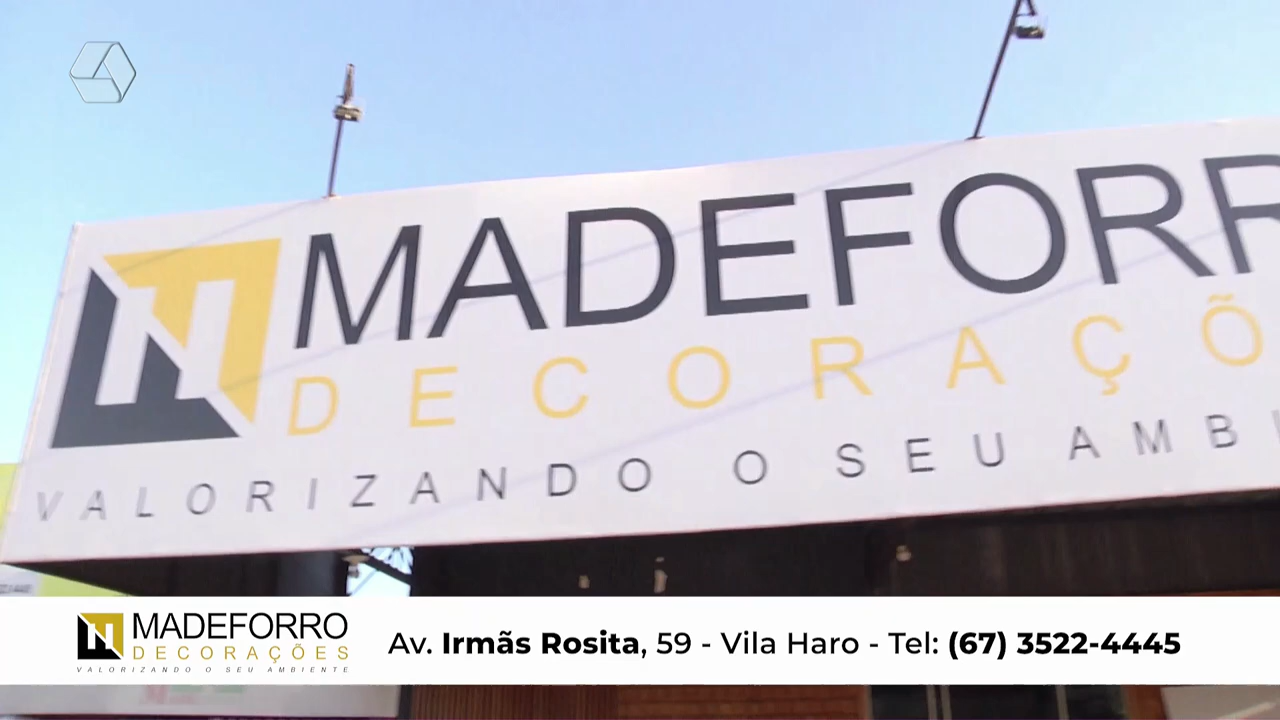 MADEFORR
DECORAÇÕ
VALORIZANDO O SEU AMB
MADEFORRO
DECORAÇÕES
VALORIZANDO O SEU AMBIENTE
Av. Irmãs Rosita, 59 - Vila Haro - Tel: (67) 3522-4445